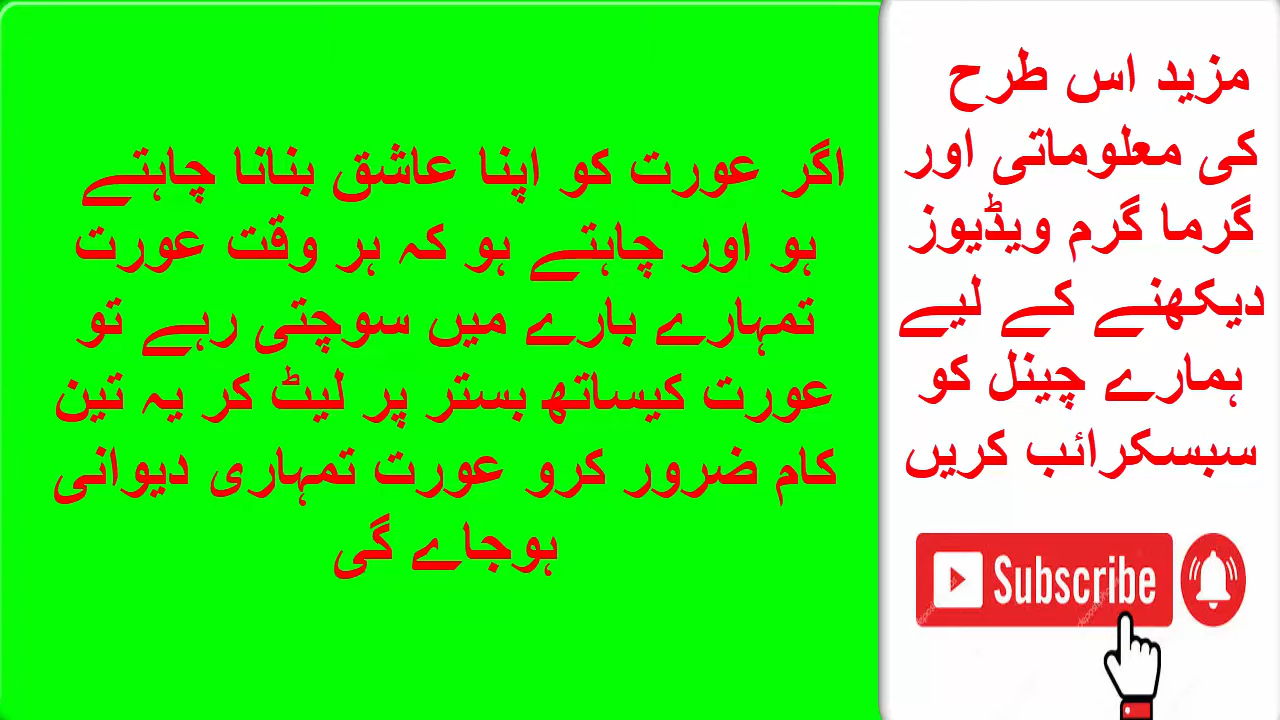 اگر عورت کو اپنا عاشق بنانا چاہتے
ہو اور چاہتے ہو کہ ہر وقت عورت
تمہارے بارے میں سوچتی رہے تو
عورت کیساتھ بستر پر لیٹ کر یہ تین
کام ضرور کرو عورت تمہاری دیوانی
ہوجاے گی
مزید اس طرح
کی معلوماتی اور
گرما گرم ویڈیوز
دیکھنے کے لیے
ہمارے چینل کو
سبسکرائب کریں
Subscribe